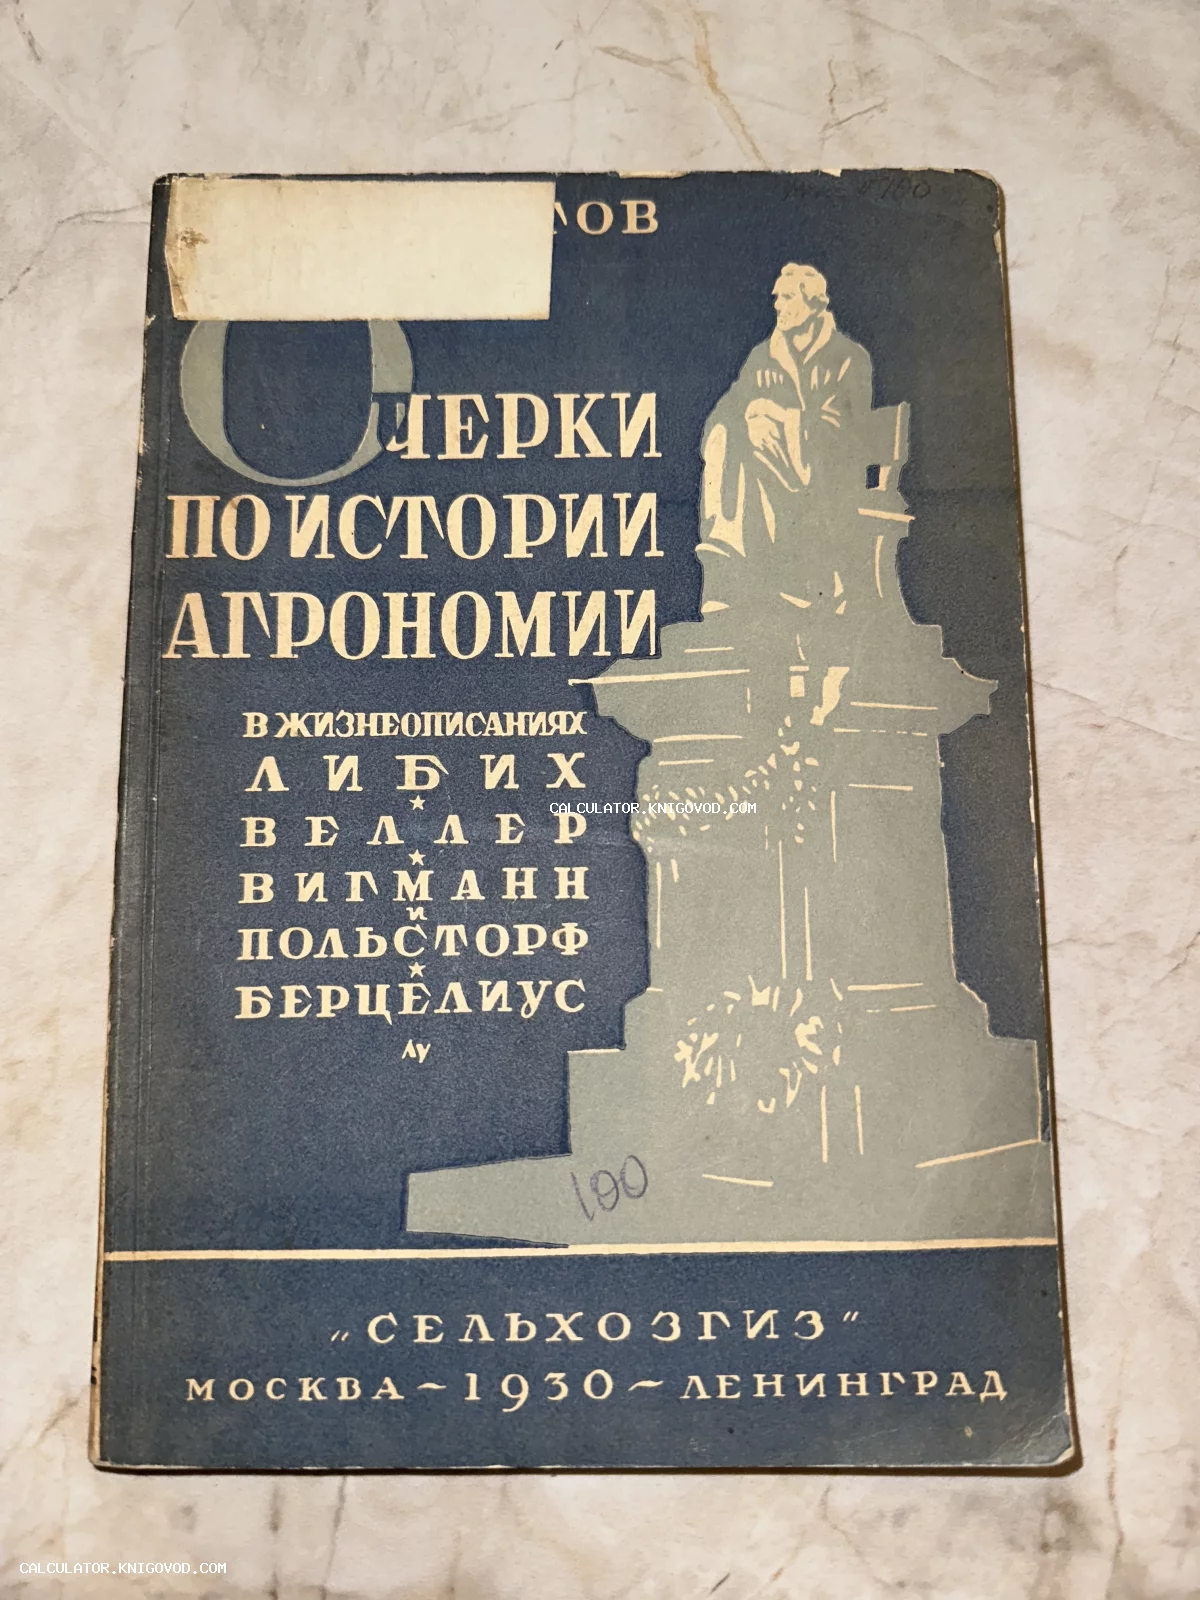 ОЧЕРКИ
ПО ИСТОРИИ
АГРОНОМИИ
В ЖИЗНЕОПИСАНИЯХ
ЛИБИХ
ВЕЛЛЕР
ВИГМАНН
И
ПОЛЬСТОРФ
БЕРЦЕЛИУС
ЛУ
100
„СЕЛЬХОЗГИЗ"
МОСКВА ~ 1930 ~ ЛЕНИНГРАД
CALCULATOR.KNIGOVOD.COM
CALCULATOR.KNIGOVOD.COM